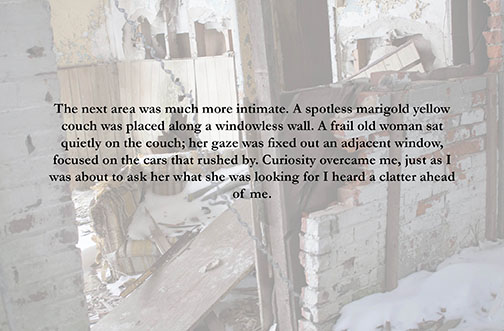 The next area was much more intimate. A spotless marigold yellow
couch was placed along a windowless wall. A frail old woman sat
quietly on the couch; her gaze was fixed out an adjacent window,
focused on the cars that rushed by. Curiosity overcame me, just as I
was about to ask her what she was looking for I heard a clatter ahead
of me.